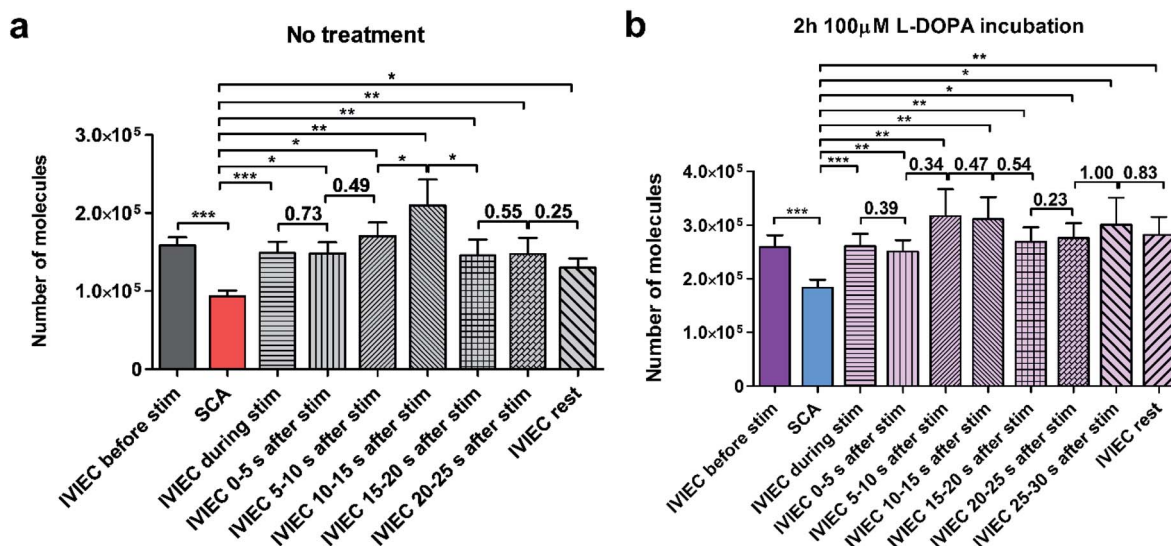 a
No treatment
*
**
**
**
*
*
***
***
0.73
0.49
*
*
0.55
0.25
Number of molecules
3.0×10⁵
2.0×10⁵
1.0×10⁵
0
IVIEC before stim
SCA
IVIEC during stim
IVIEC 0-5 s after stim
IVIEC 5-10 s after stim
IVIEC 10-15 s after stim
IVIEC 15-20 s after stim
IVIEC 20-25 s after stim
IVIEC rest
b
2h 100μM L-DOPA incubation
**
*
*
**
**
**
**
***
***
0.39
0.34
0.47
0.54
0.23
1.00
0.83
Number of molecules
4.0×10⁵
3.0×10⁵
2.0×10⁵
1.0×10⁵
0
IVIEC before stim
SCA
IVIEC during stim
IVIEC 0-5 s after stim
IVIEC 5-10 s after stim
IVIEC 10-15 s after stim
IVIEC 15-20 s after stim
IVIEC 20-25 s after stim
IVIEC 25-30 s after stim
IVIEC rest